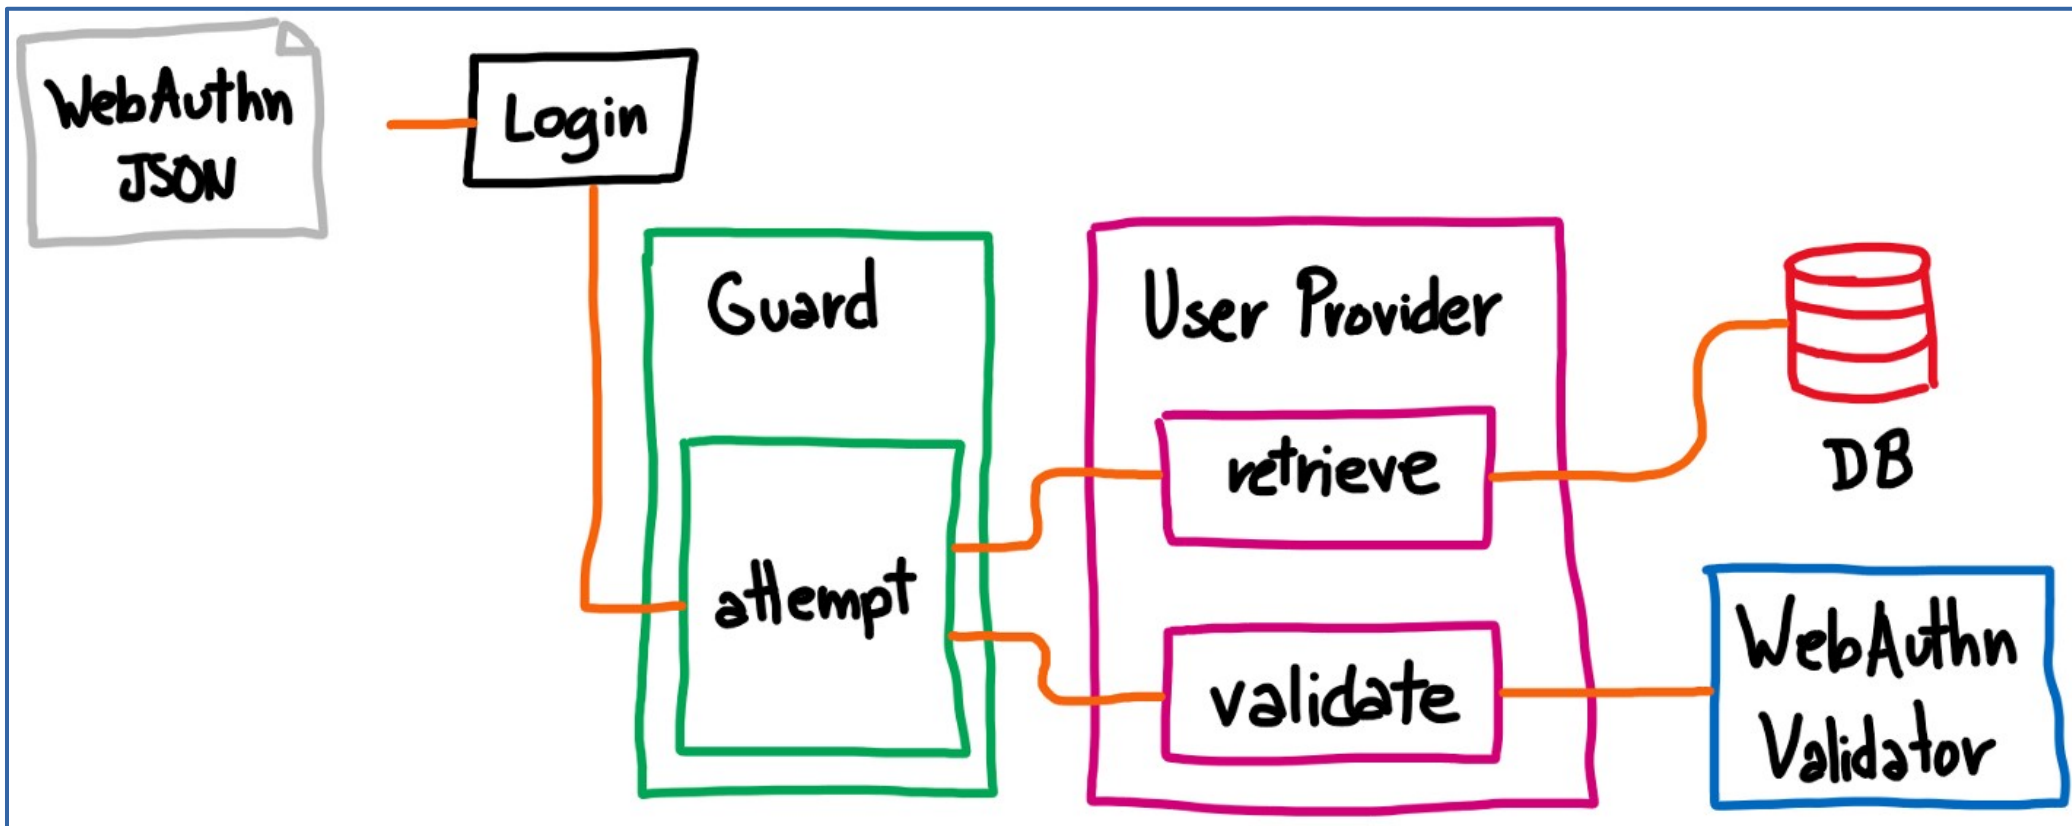 WebAuthn
JSON
Login
Guard
attempt
User Provider
retrieve
validate
DB
WebAuthn
Validator